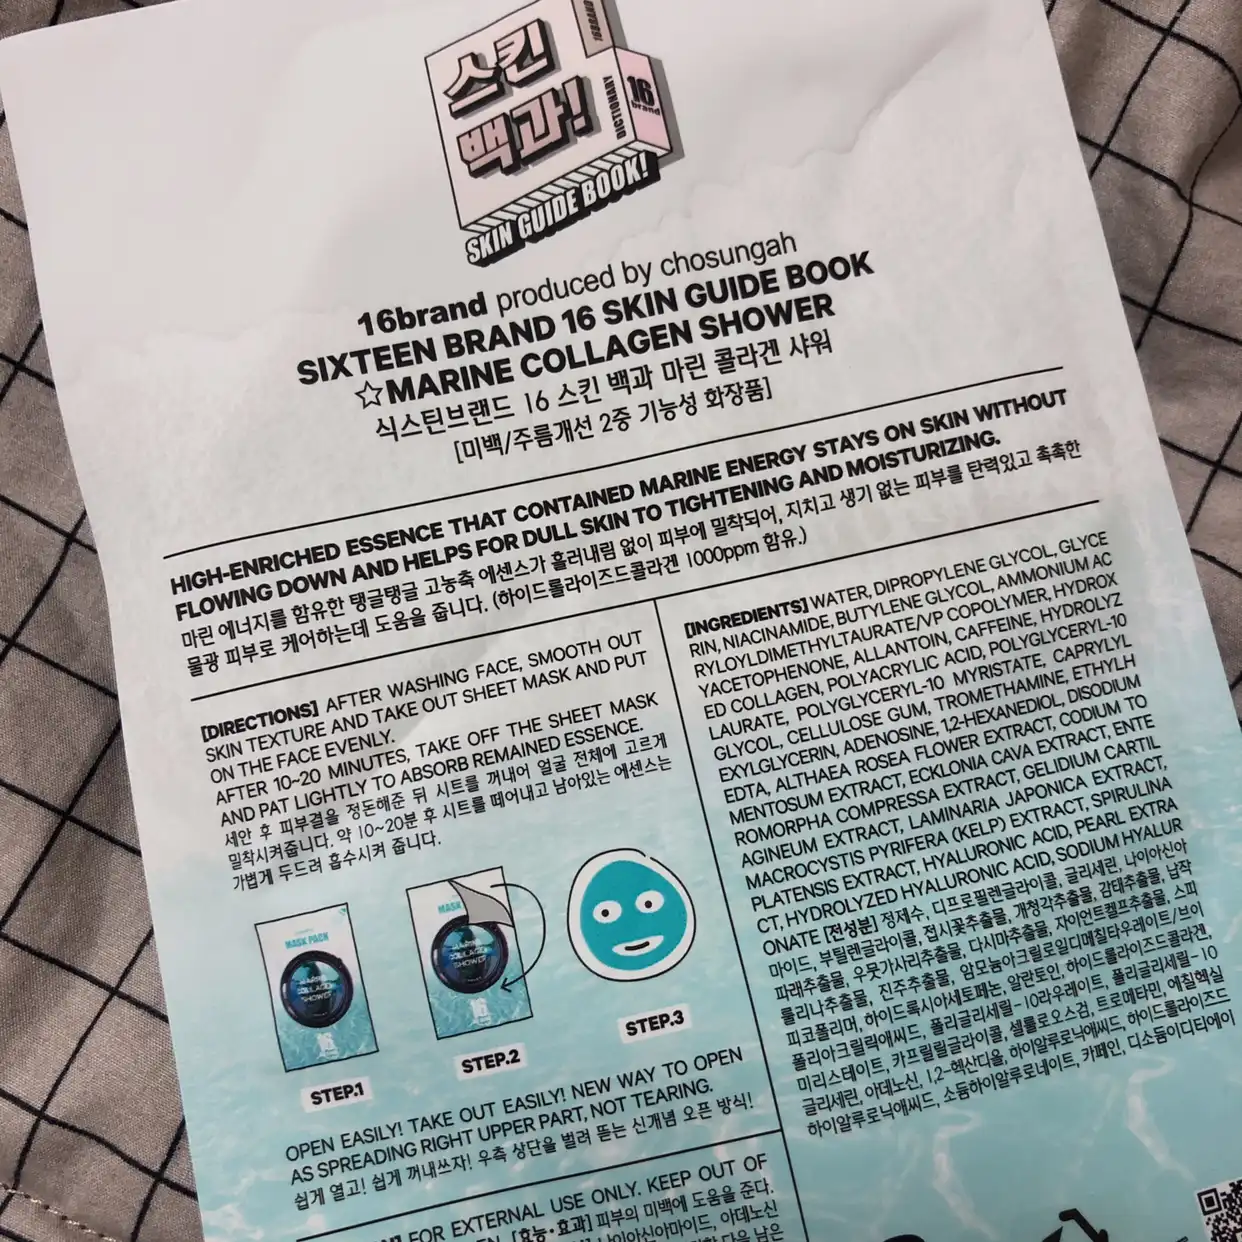 스킨
백과!
DICTIONARY
16
brand
SKIN GUIDE BOOK!
16brand produced by chosungah
SIXTEEN BRAND 16 SKIN GUIDE BOOK
☆MARINE COLLAGEN SHOWER
식스틴브랜드 16 스킨 백과 마린 콜라겐 샤워
[미백/주름개선 2중 기능성 화장품]
HIGH-ENRICHED ESSENCE THAT CONTAINED MARINE ENERGY STAYS ON SKIN WITHOUT
FLOWING DOWN AND HELPS FOR DULL SKIN TO TIGHTENING AND MOISTURIZING.
마린 에너지를 함유한 탱글탱글 고농축 에센스가 흘러내림 없이 피부에 밀착되어, 지치고 생기 없는 피부를 탄력있고 촉촉한
물광 피부로 케어하는데 도움을 줍니다. (하이드롤라이즈드콜라겐 1000ppm 함유.)
[DIRECTIONS] AFTER WASHING FACE, SMOOTH OUT
SKIN TEXTURE AND TAKE OUT SHEET MASK AND PUT
ON THE FACE EVENLY.
AFTER 10~20 MINUTES, TAKE OFF THE SHEET MASK
AND PAT LIGHTLY TO ABSORB REMAINED ESSENCE.
세안 후 피부결을 정돈해준 뒤 시트를 꺼내어 얼굴 전체에 고르게
밀착시켜줍니다. 약 10~20분 후 시트를 떼어내고 남아있는 에센스는
가볍게 두드려 흡수시켜 줍니다.
MASK PACK
MARINE
COLLAGEN
SHOWER
16
STEP.1
MASK
MARINE
COLLAGEN
SHOWER
16
STEP.2
STEP.3
OPEN EASILY! TAKE OUT EASILY! NEW WAY TO OPEN
AS SPREADING RIGHT UPPER PART, NOT TEARING.
쉽게 열고! 쉽게 꺼내쓰자! 우측 상단을 벌려 뜯는 신개념 오픈 방식!
FOR EXTERNAL USE ONLY. KEEP OUT OF
[효능·효과] 피부의 미백에 도움을 준다.
나이아신아마이드, 아데노신
[INGREDIENTS] WATER, DIPROPYLENE GLYCOL, GLYCE
RIN, NIACINAMIDE, BUTYLENE GLYCOL, AMMONIUM AC
RYLOYLDIMETHYLTAURATE/VP COPOLYMER, HYDROX
YACETOPHENONE, ALLANTOIN, CAFFEINE, HYDROLYZ
ED COLLAGEN, POLYACRYLIC ACID, POLYGLYCERYL-10
LAURATE, POLYGLYCERYL-10 MYRISTATE, CAPRYLYL
GLYCOL, CELLULOSE GUM, TROMETHAMINE, ETHYLH
EXYLGLYCERIN, ADENOSINE, 1,2-HEXANEDIOL, DISODIUM
EDTA, ALTHAEA ROSEA FLOWER EXTRACT, CODIUM TO
MENTOSUM EXTRACT, ECKLONIA CAVA EXTRACT, ENTE
ROMORPHA COMPRESSA EXTRACT, GELIDIUM CARTIL
AGINEUM EXTRACT, LAMINARIA JAPONICA EXTRACT,
MACROCYSTIS PYRIFERA (KELP) EXTRACT, SPIRULINA
PLATENSIS EXTRACT, HYALURONIC ACID, PEARL EXTRA
CT, HYDROLYZED HYALURONIC ACID, SODIUM HYALUR
ONATE [전성분] 정제수, 디프로필렌글라이콜, 글리세린, 나이아신아
마이드, 부틸렌글라이콜, 접시꽃추출물, 개청각추출물, 감태추출물, 납작
파래추출물, 우뭇가사리추출물, 다시마추출물, 자이언트켈프추출물, 스피
룰리나추출물, 진주추출물, 암모늄아크릴로일디메칠타우레이트/브이
피코폴리머, 하이드록시아세토페논, 알란토인, 하이드롤라이즈드콜라겐,
폴리아크릴릭애씨드, 폴리글리세릴-10라우레이트, 폴리글리세릴-10
미리스테이트, 카프릴릴글라이콜, 셀룰로오스검, 트로메타민, 에칠헥실
글리세린, 아데노신, 1,2-헥산디올, 하이알루로닉애씨드, 하이드롤라이즈드
하이알루로닉애씨드, 소듐하이알루로네이트, 카페인, 디소듐이디티에이